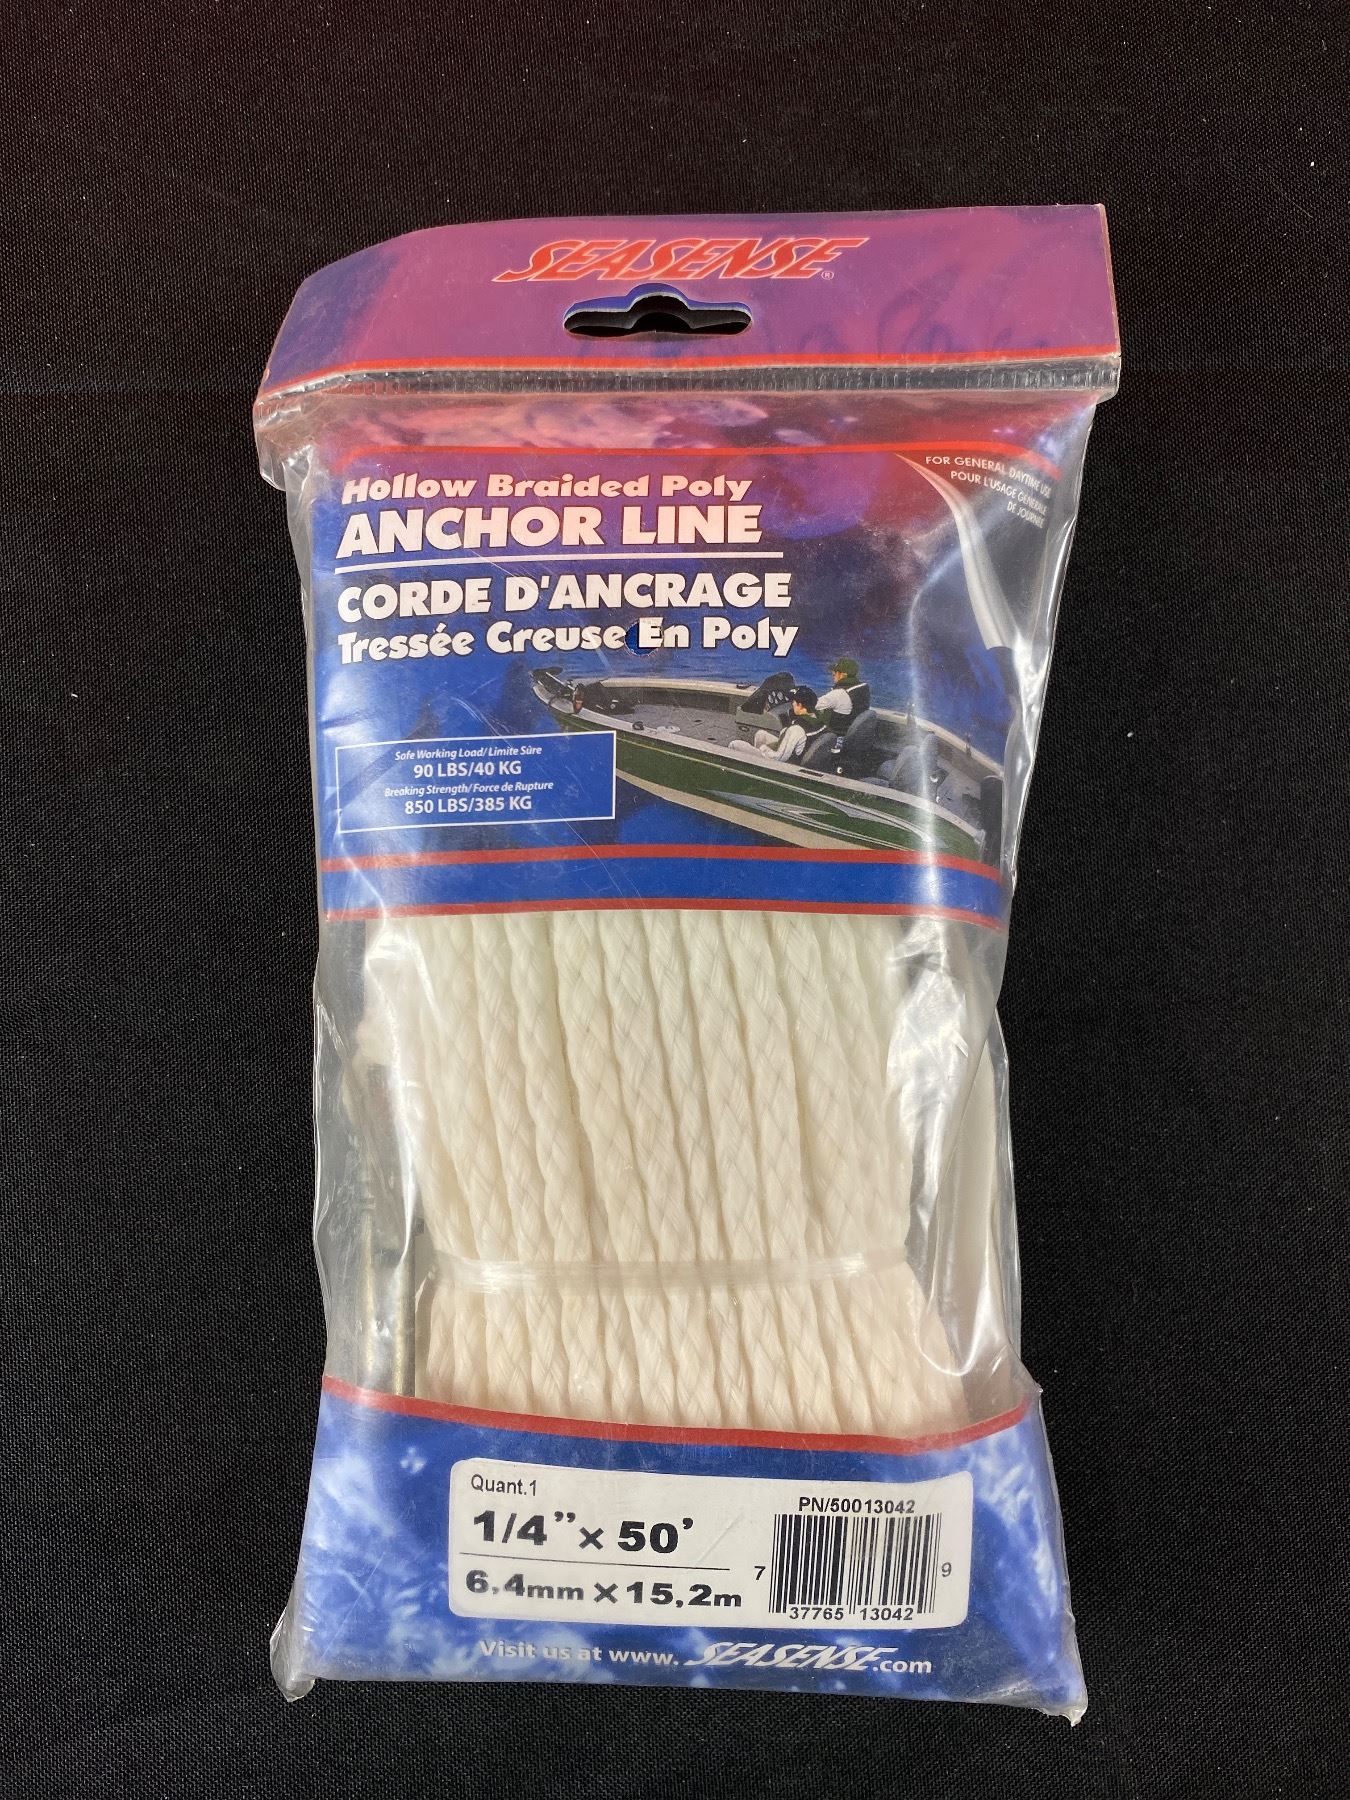 SEASENSE®
Hollow Braided Poly
ANCHOR LINE
CORDE D'ANCRAGE
Tressée Creuse En Poly
FOR GENERAL DAYTIME USE
POUR L'USAGE GENERALE
DE JOURNÉE
Safe Working Load/Limite Sûre
90 LBS/40 KG
Breaking Strength/Force de Rupture
850 LBS/385 KG
Quant.1
1/4”x 50’
6,4mm x 15,2m
PN/50013042
7 37765 13042 9
Visit us at www.SEASENSE.com